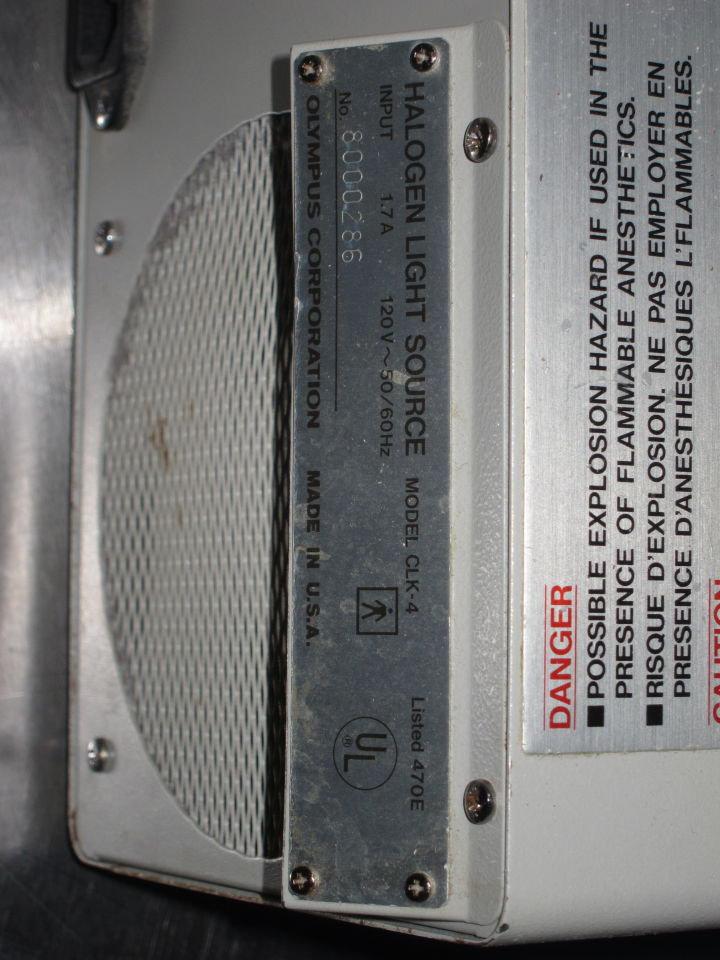 HALOGEN LIGHT SOURCE MODEL CLK-4 Listed 470E
INPUT 1.7A 120V~50/60Hz
No. 8000286
OLYMPUS CORPORATION MADE IN U.S.A.
UL ®
DANGER
■ POSSIBLE EXPLOSION HAZARD IF USED IN THE
PRESENCE OF FLAMMABLE ANESTHETICS.
■ RISQUE D'EXPLOSION. NE PAS EMPLOYER EN
PRESENCE D'ANESTHESIQUES L'FLAMMABLES.
CAUTION